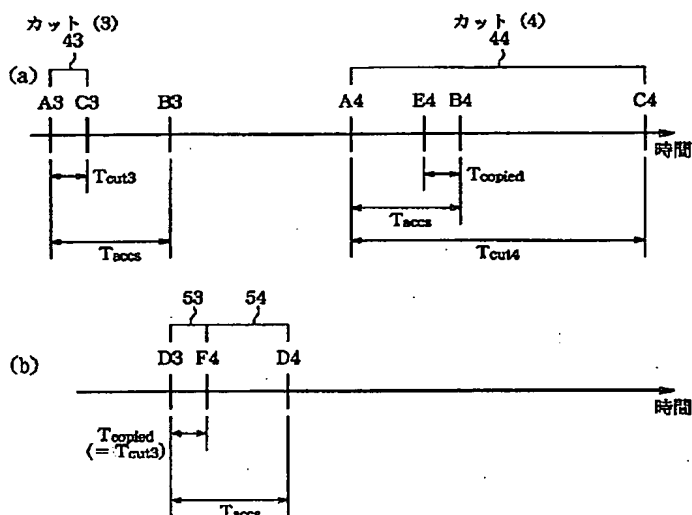 カット (3)
カット (4)
43
44
(a)
A3 C3 B3 A4 E4 B4 C4
時間
Tcut3
Tcopied
Taccs
Taccs
Tcut4
53 54
(b)
D3 F4 D4
時間
Tcopied
(= Tcut3)
Taccs